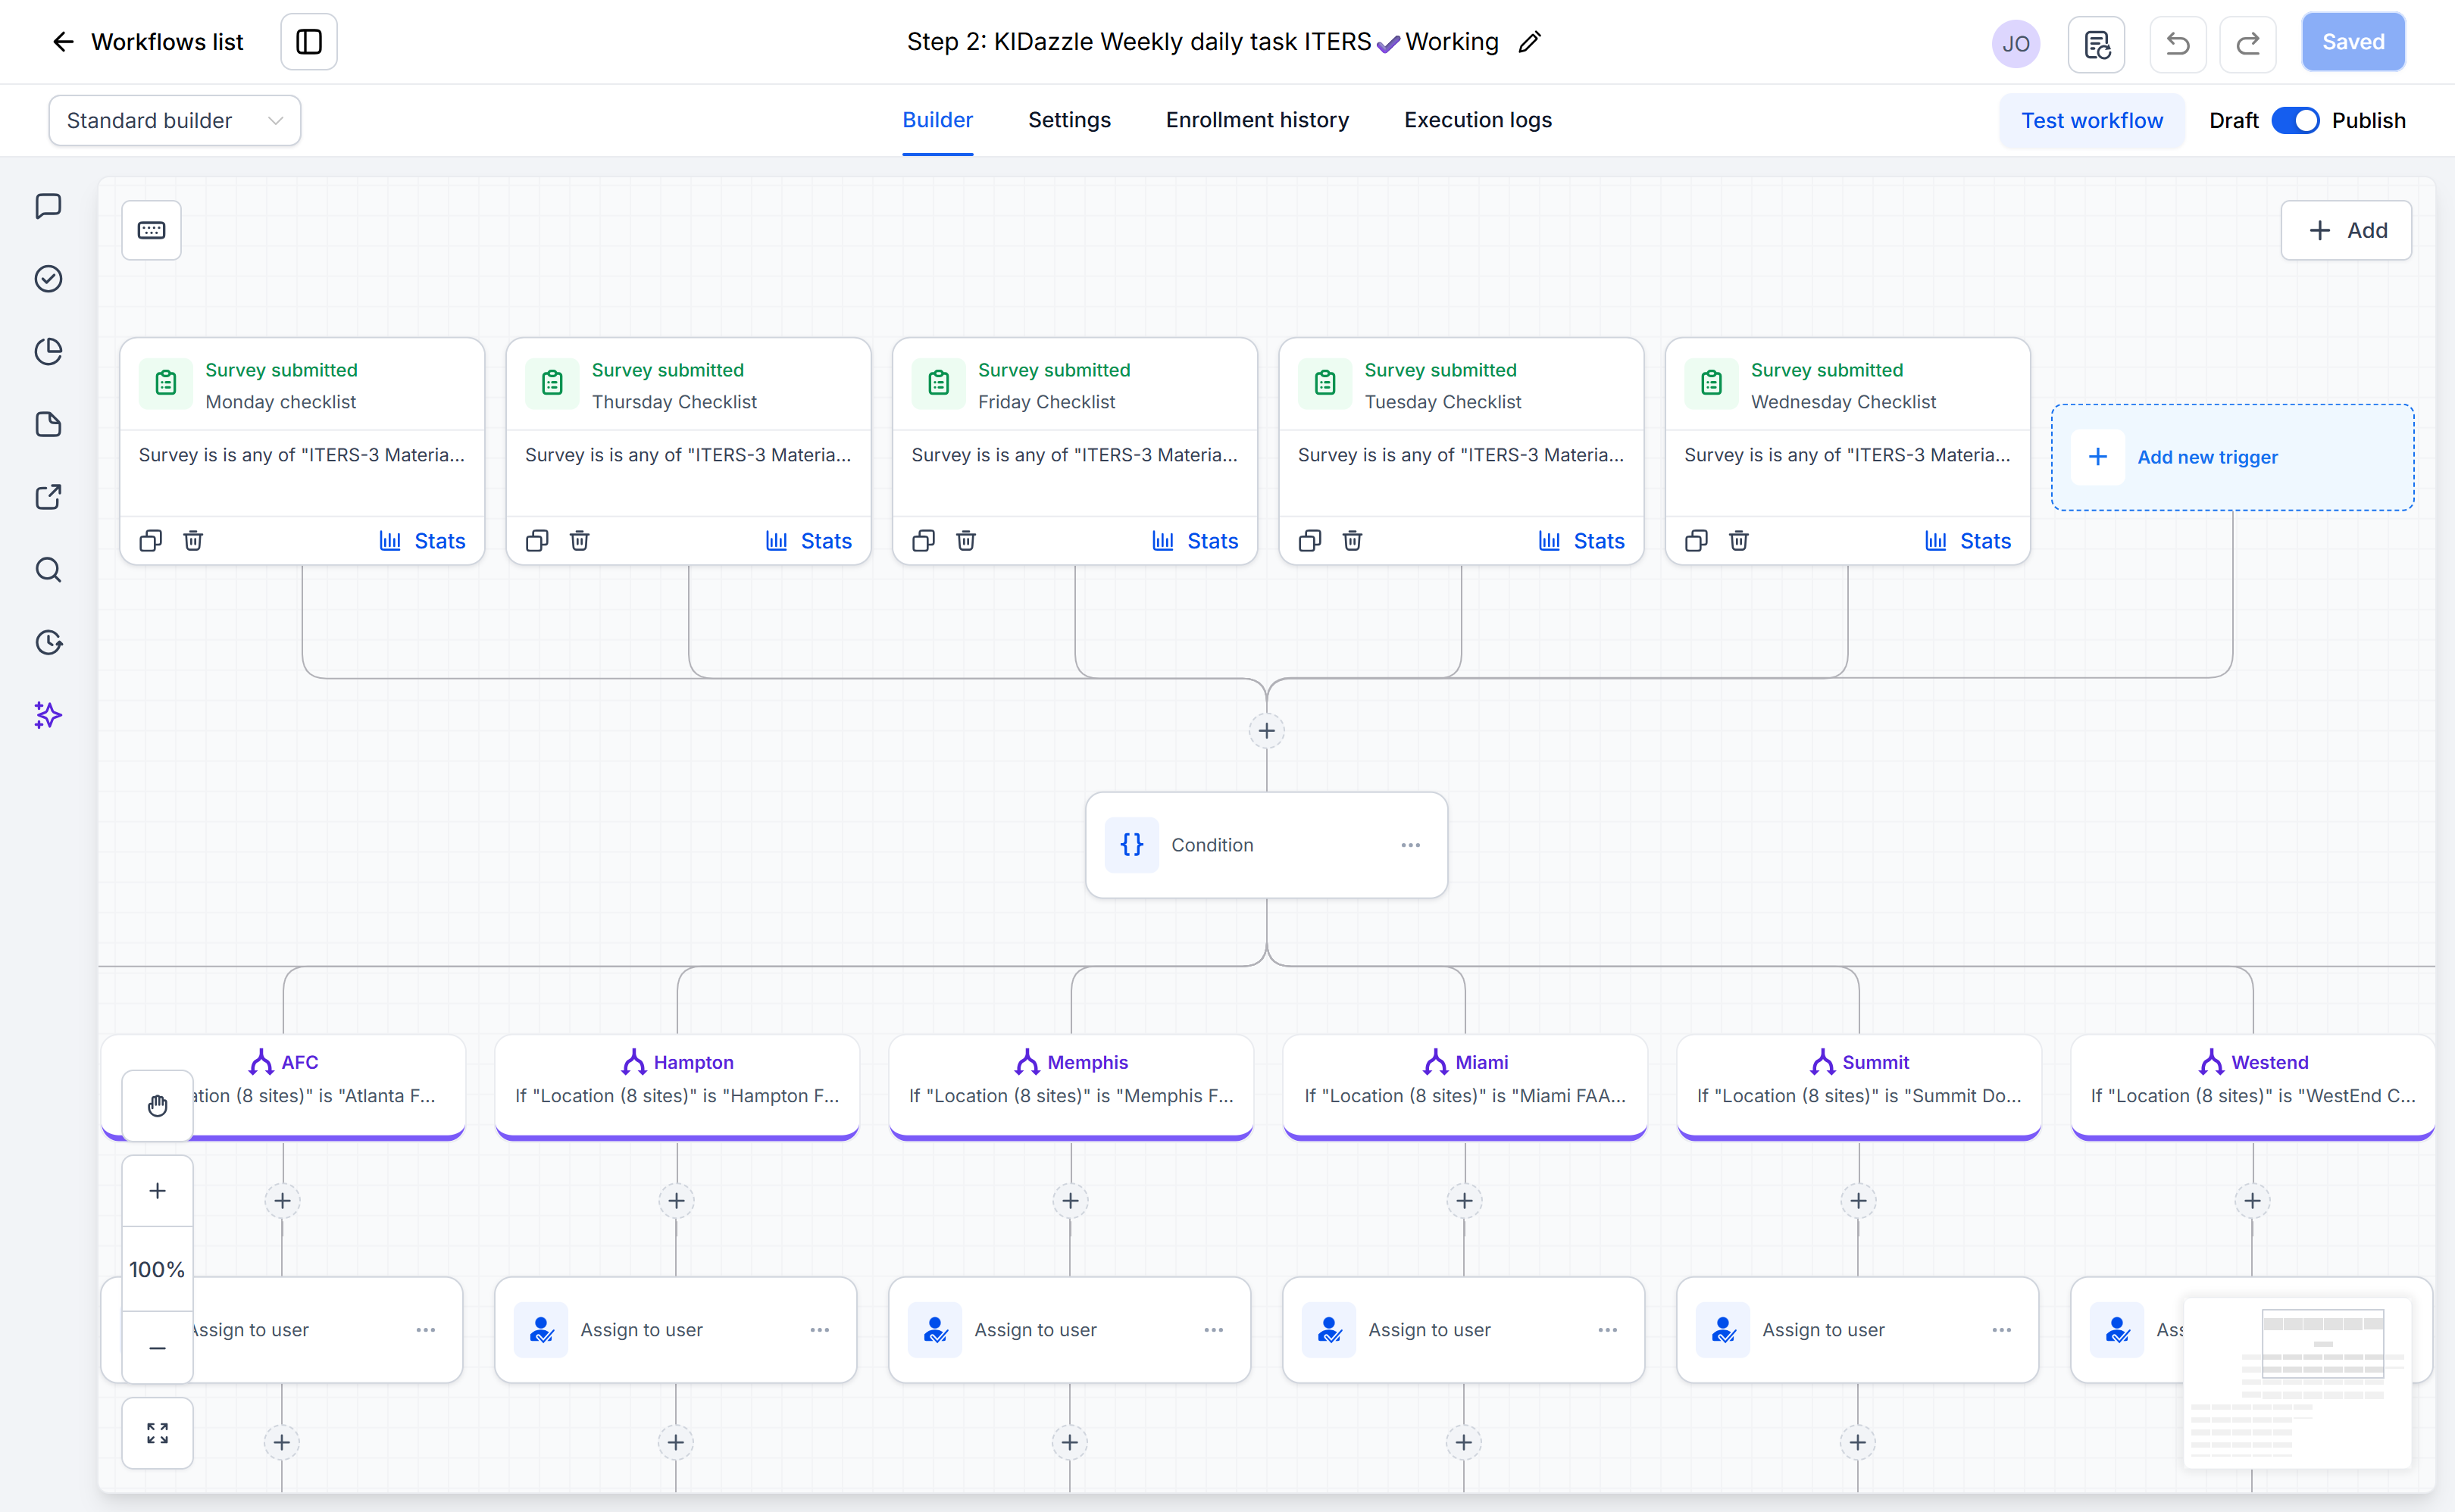 Workflows list
Step 2: KIDazzle Weekly daily task ITERS ✔ Working
JO
Saved
Standard builder
Builder
Settings
Enrollment history
Execution logs
Test workflow
Draft
Publish
Add
Survey submitted
Monday checklist
Survey is is any of "ITERS-3 Materia...
Stats
Survey submitted
Thursday Checklist
Survey is is any of "ITERS-3 Materia...
Stats
Survey submitted
Friday Checklist
Survey is is any of "ITERS-3 Materia...
Stats
Survey submitted
Tuesday Checklist
Survey is is any of "ITERS-3 Materia...
Stats
Survey submitted
Wednesday Checklist
Survey is is any of "ITERS-3 Materia...
Stats
Add new trigger
Condition
AFC
(8 sites)" is "Atlanta F...
Hampton
If "Location (8 sites)" is "Hampton F...
Memphis
If "Location (8 sites)" is "Memphis F...
Miami
If "Location (8 sites)" is "Miami FAA...
Summit
If "Location (8 sites)" is "Summit Do...
Westend
If "Location (8 sites)" is "WestEnd C...
100%
Assign to user
Assign to user
Assign to user
Assign to user
Assign to user